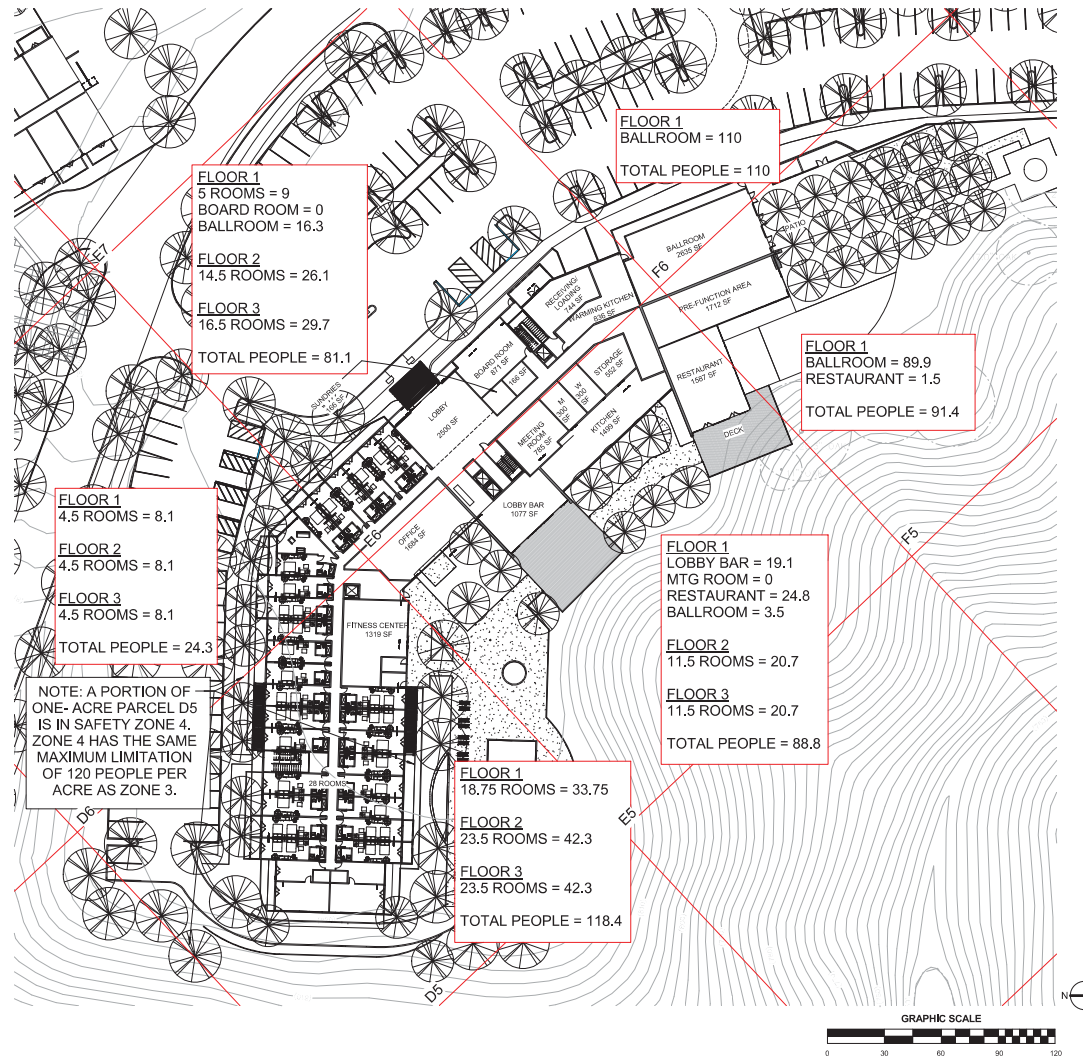 FLOOR 1
BALLROOM = 110
TOTAL PEOPLE = 110
FLOOR 1
5 ROOMS = 9
BOARD ROOM = 0
BALLROOM = 16.3
FLOOR 2
14.5 ROOMS = 26.1
FLOOR 3
16.5 ROOMS = 29.7
TOTAL PEOPLE = 81.1
E7
F6
BALLROOM
2635 SF
PATIO
PRE-FUNCTION AREA
1712 SF
RECEIVING/
LOADING
744 SF
WARMING KITCHEN
836 SF
BOARD ROOM
871 SF
166 SF
STORAGE
552 SF
RESTAURANT
1587 SF
DECK
SUNDRIES
166 SF
LOBBY
2500 SF
M
300
SF
W
300
SF
MEETING
ROOM
785 SF
KITCHEN
1499 SF
FLOOR 1
BALLROOM = 89.9
RESTAURANT = 1.5
TOTAL PEOPLE = 91.4
LOBBY BAR
1077 SF
OFFICE
1684 SF
E6
F5
FLOOR 1
4.5 ROOMS = 8.1
FLOOR 2
4.5 ROOMS = 8.1
FLOOR 3
4.5 ROOMS = 8.1
TOTAL PEOPLE = 24.3
FLOOR 1
LOBBY BAR = 19.1
MTG ROOM = 0
RESTAURANT = 24.8
BALLROOM = 3.5
FLOOR 2
11.5 ROOMS = 20.7
FLOOR 3
11.5 ROOMS = 20.7
TOTAL PEOPLE = 88.8
FITNESS CENTER
1319 SF
NOTE: A PORTION OF
ONE- ACRE PARCEL D5
IS IN SAFETY ZONE 4.
ZONE 4 HAS THE SAME
MAXIMUM LIMITATION
OF 120 PEOPLE PER
ACRE AS ZONE 3.
28 ROOMS
D6
E5
FLOOR 1
18.75 ROOMS = 33.75
FLOOR 2
23.5 ROOMS = 42.3
FLOOR 3
23.5 ROOMS = 42.3
TOTAL PEOPLE = 118.4
D5
N
GRAPHIC SCALE
0 30 60 90 120